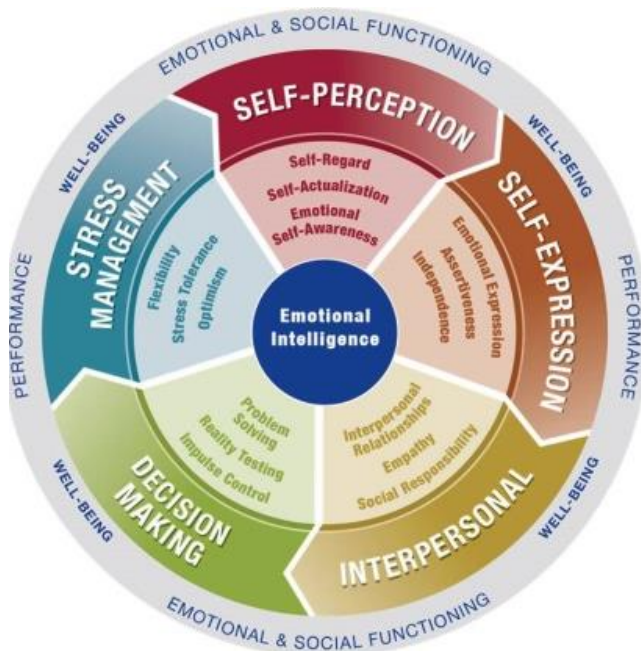 EMOTIONAL & SOCIAL FUNCTIONING
WELL-BEING
WELL-BEING
PERFORMANCE
PERFORMANCE
SELF-PERCEPTION
Self-Regard
Self-Actualization
Emotional
Self-Awareness
SELF-EXPRESSION
Emotional Expression
Assertiveness
Independence
STRESS
MANAGEMENT
Flexibility
Stress Tolerance
Optimism
Emotional
Intelligence
INTERPERSONAL
Interpersonal
Relationships
Empathy
Social Responsibility
DECISION
MAKING
Problem
Solving
Reality Testing
Impulse Control
WELL-BEING
WELL-BEING
EMOTIONAL & SOCIAL FUNCTIONING